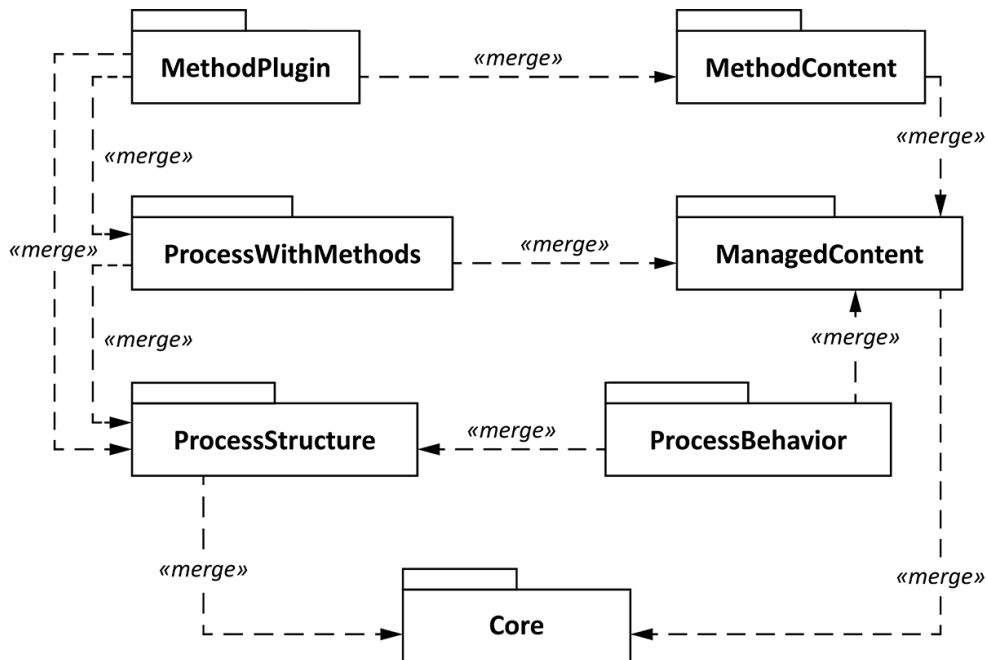 «merge»
MethodPlugin
MethodContent
«merge»
«merge»
«merge»
«merge»
ProcessWithMethods
ManagedContent
«merge»
«merge»
«merge»
ProcessStructure
ProcessBehavior
«merge»
«merge»
Core